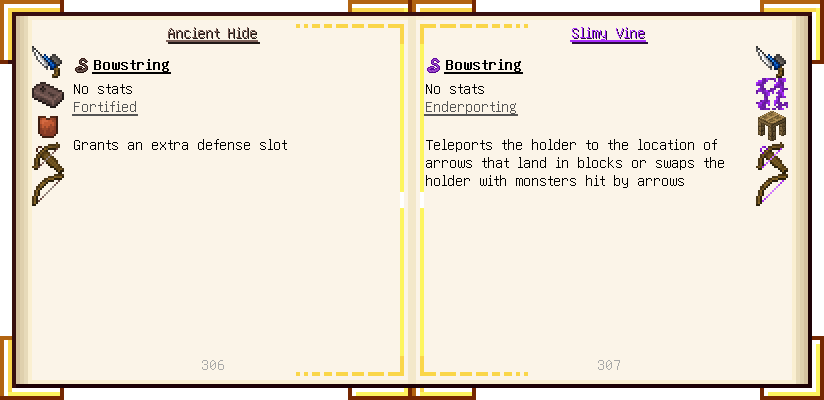 Ancient Hide
Bowstring
No stats
Fortified
Grants an extra defense slot
306
Slimy Vine
Bowstring
No stats
Enderporting
Teleports the holder to the location of
arrows that land in blocks or swaps the
holder with monsters hit by arrows
307